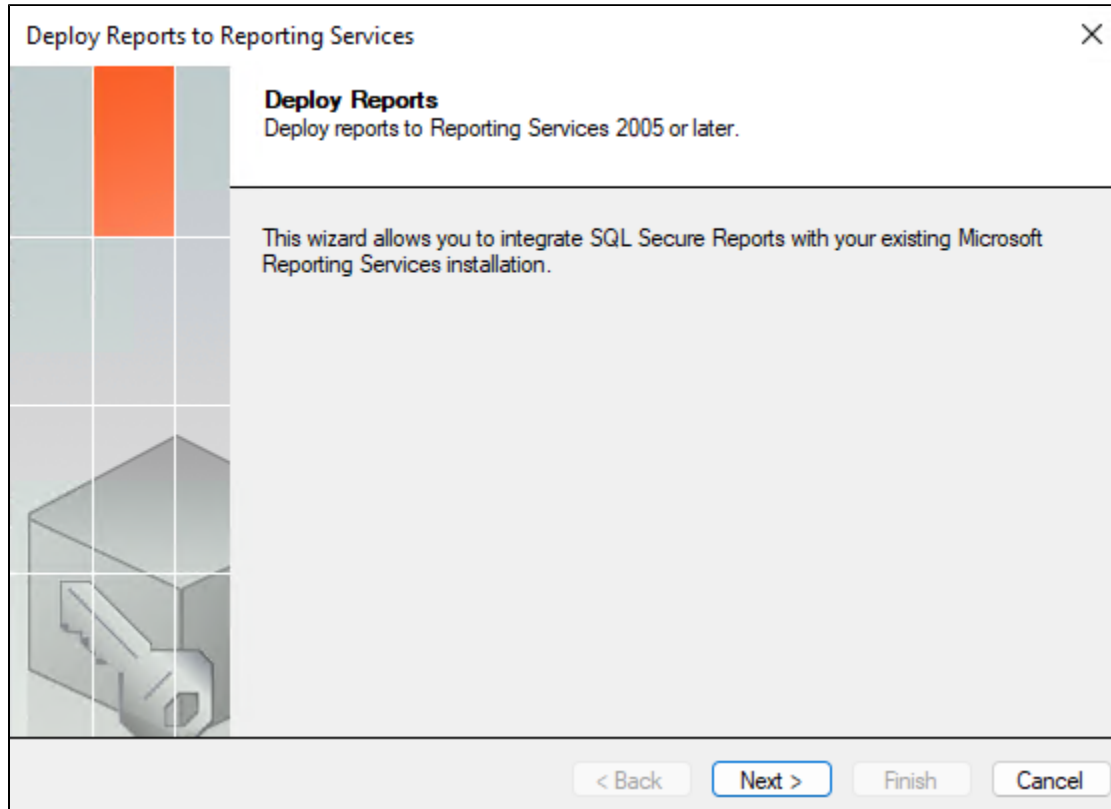 Deploy Reports to Reporting Services
Deploy Reports
Deploy reports to Reporting Services 2005 or later.
This wizard allows you to integrate SQL Secure Reports with your existing Microsoft
Reporting Services installation.
< Back Next > Finish Cancel